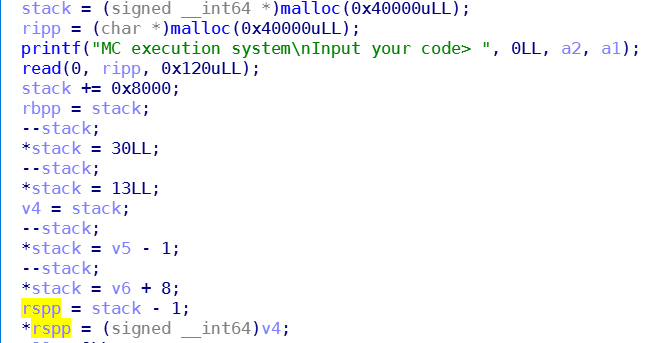 stack = (signed __int64 *)malloc(0x40000uLL);
ripp = (char *)malloc(0x40000uLL);
printf("MC execution system\nInput your code> ", 0LL, a2, a1);
read(0, ripp, 0x120uLL);
stack += 0x8000;
rbpp = stack;
--stack;
*stack = 30LL;
--stack;
*stack = 13LL;
v4 = stack;
--stack;
*stack = v5 - 1;
--stack;
*stack = v6 + 8;
rspp = stack - 1;
*rspp = (signed __int64)v4;